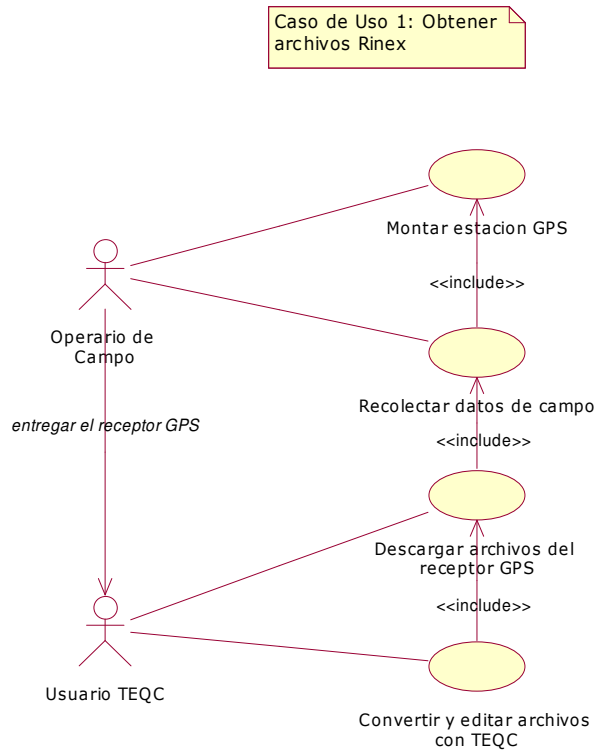 Caso de Uso 1: Obtener
archivos Rinex
Montar estacion GPS
<<include>>
Operario de
Campo
Recolectar datos de campo
entregar el receptor GPS
<<include>>
Descargar archivos del
receptor GPS
<<include>>
Usuario TEQC
Convertir y editar archivos
con TEQC